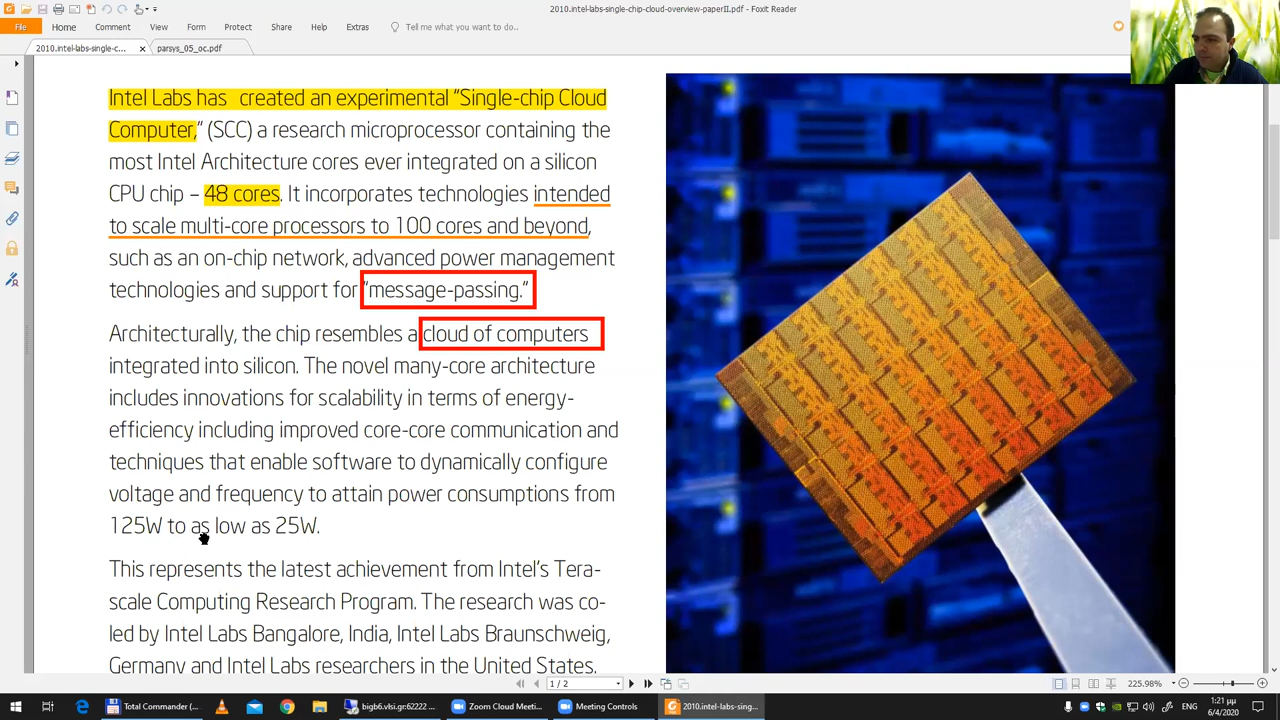 2010.intel-labs-single-chip-cloud-overview-paperII.pdf - Foxit Reader
File Home Comment View Form Protect Share Help Extras Tell me what you want to do..
2010.intel-labs-single-c... parsys_05_oc.pdf
Intel Labs has created an experimental “Single-chip Cloud
Computer,” (SCC) a research microprocessor containing the
most Intel Architecture cores ever integrated on a silicon
CPU chip – 48 cores. It incorporates technologies intended
to scale multi-core processors to 100 cores and beyond,
such as an on-chip network, advanced power management
technologies and support for “message-passing.”
Architecturally, the chip resembles a cloud of computers
integrated into silicon. The novel many-core architecture
includes innovations for scalability in terms of energy-
efficiency including improved core-core communication and
techniques that enable software to dynamically configure
voltage and frequency to attain power consumptions from
125W to as low as 25W.
This represents the latest achievement from Intel’s Tera-
scale Computing Research Program. The research was co-
led by Intel Labs Bangalore, India, Intel Labs Braunschweig,
Germany and Intel Labs researchers in the United States.
1 / 2
225.98%
Total Commander (... bigb6.vlsi.gr:62222 ... Zoom Cloud Meeti... Meeting Controls 2010.intel-labs-sing...
1:21 μμ
6/4/2020